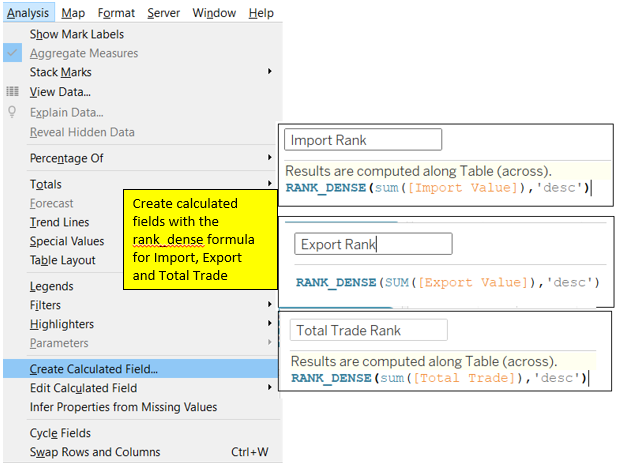 Analysis Map Format Server Window Help
Show Mark Labels
Aggregate Measures
Stack Marks
View Data...
Explain Data...
Reveal Hidden Data
Percentage Of
Totals
Forecast
Trend Lines
Special Values
Table Layout
Legends
Filters
Highlighters
Parameters
Create Calculated Field...
Edit Calculated Field
Infer Properties from Missing Values
Cycle Fields
Swap Rows and Columns Ctrl+W
Create calculated
fields with the
rank_dense formula
for Import, Export
and Total Trade
Import Rank
Results are computed along Table (across).
RANK_DENSE(sum([Import Value]),'desc')
Export Rank
RANK_DENSE(SUM([Export Value]),'desc')
Total Trade Rank
Results are computed along Table (across).
RANK_DENSE(sum([Total Trade]),'desc')